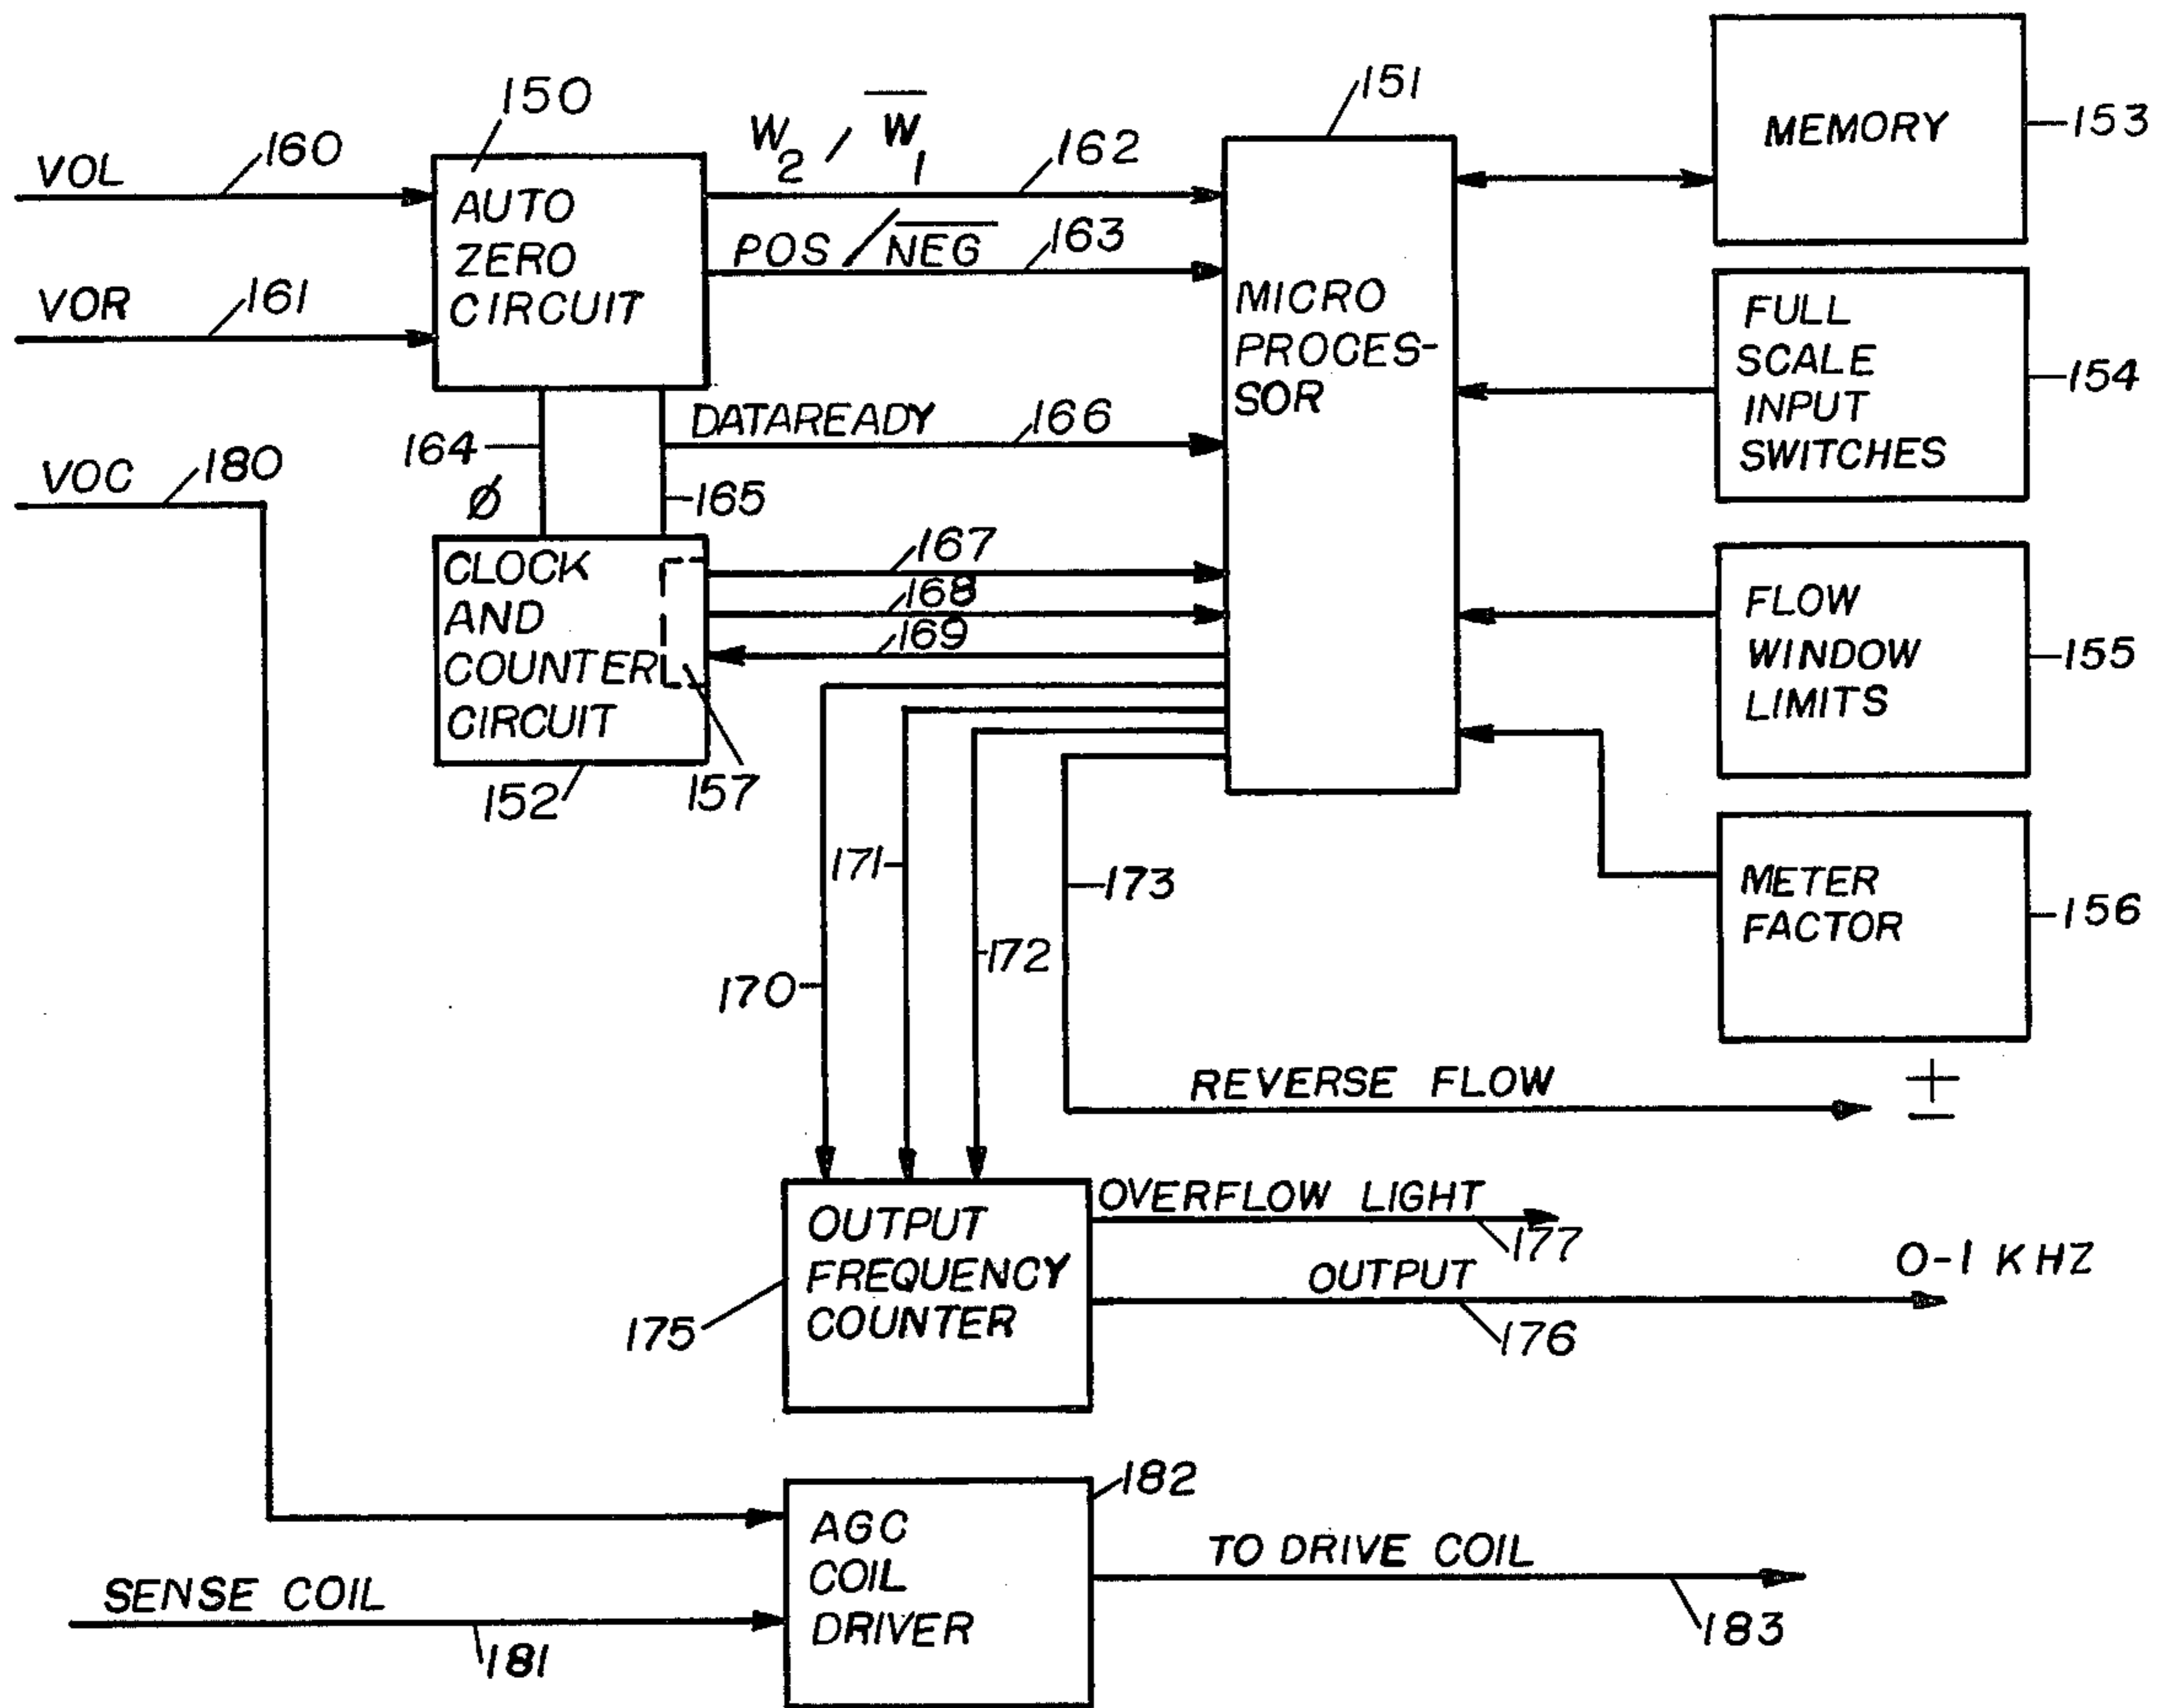 VOL
160
150
AUTO
ZERO
CIRCUIT
W̅₂ / W̅₁
162
POS / N̅E̅G̅
163
151
MICRO
PROCES-
SOR
MEMORY
153
VOR
161
FULL
SCALE
INPUT
SWITCHES
154
164
Ø
DATAREADY
166
165
VOC
180
CLOCK
AND
COUNTER
CIRCUIT
152
157
167
168
169
FLOW
WINDOW
LIMITS
155
METER
FACTOR
156
170
171
172
173
REVERSE FLOW
±
OUTPUT
FREQUENCY
COUNTER
175
OVERFLOW LIGHT
177
OUTPUT
176
0-1 KHZ
AGC
COIL
DRIVER
182
SENSE COIL
181
TO DRIVE COIL
183